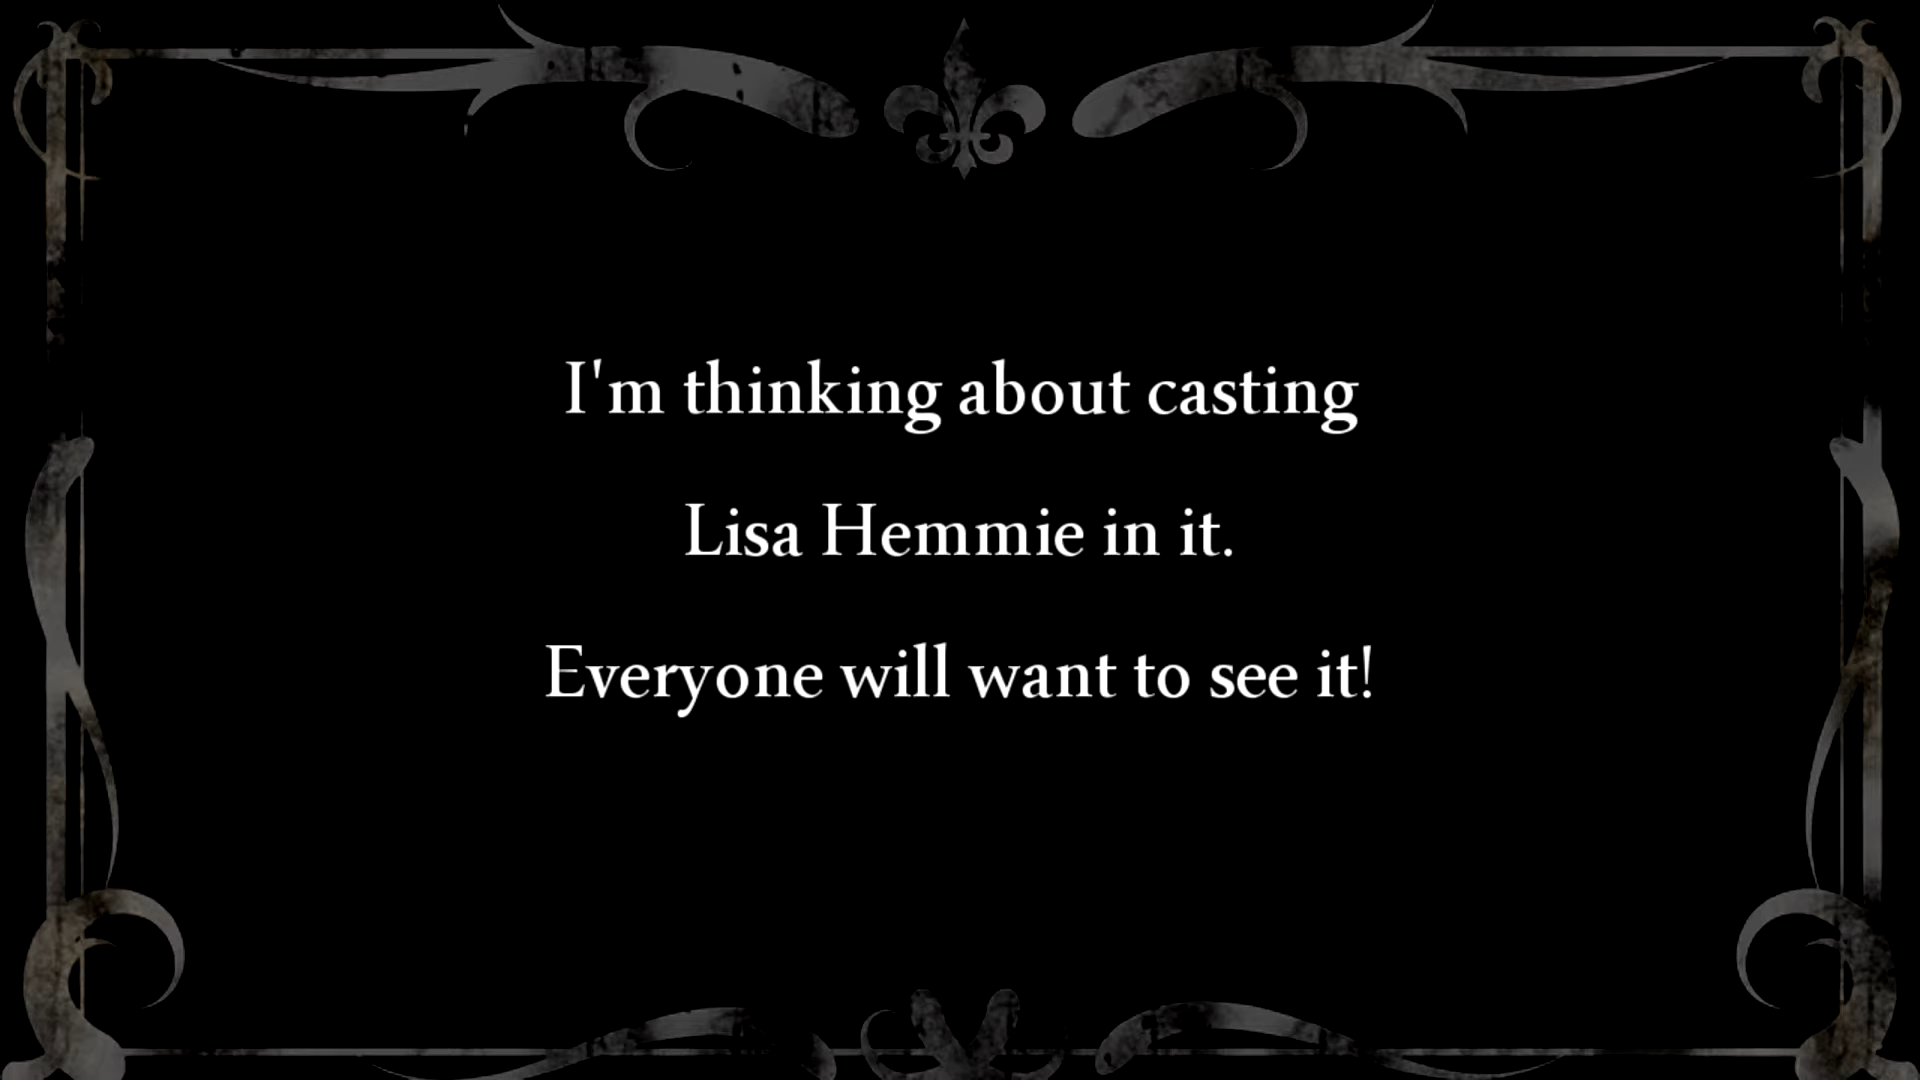 I'm thinking about casting
Lisa Hemmie in it.
Everyone will want to see it!